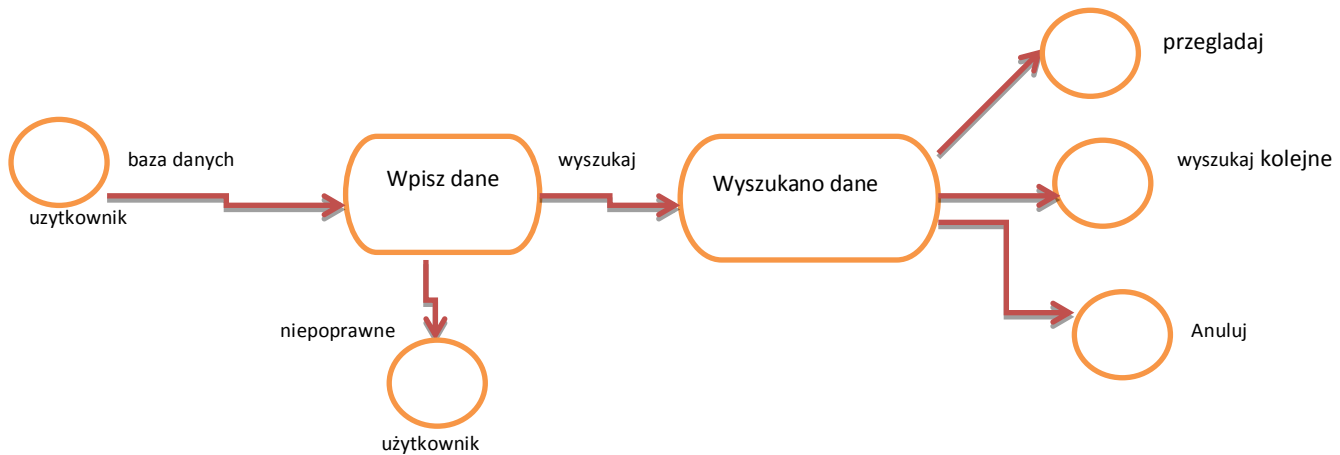 przegladaj
baza danych
Wpisz dane
wyszukaj
Wyszukano dane
wyszukaj kolejne
uzytkownik
niepoprawne
Anuluj
użytkownik